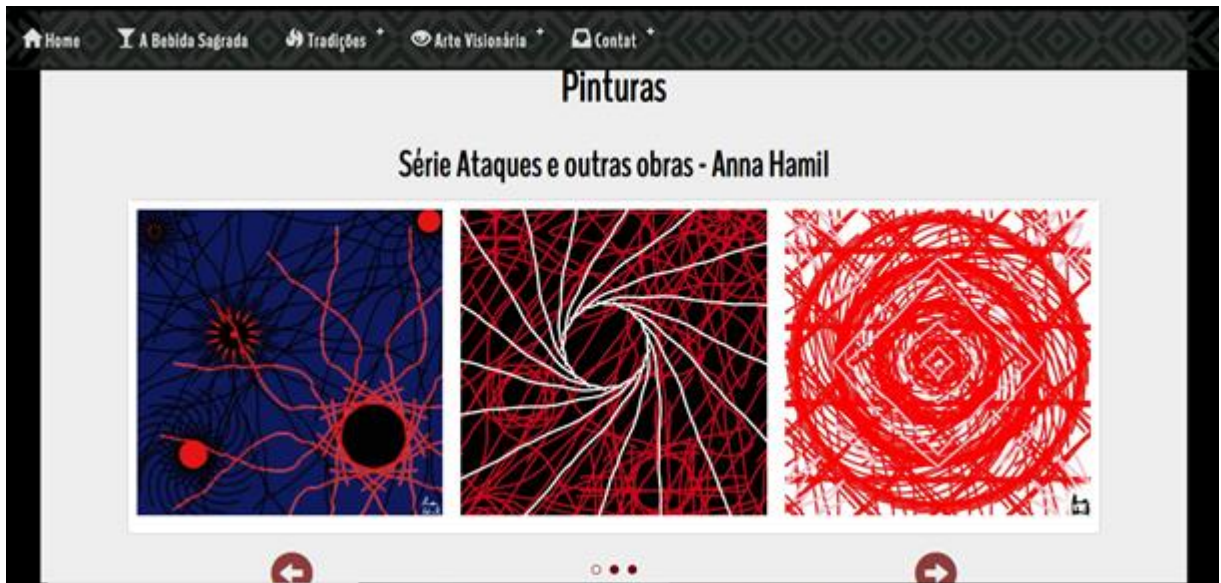 Home A Bebida Sagrada Tradições + Arte Visionária + Contat +
Pinturas
Série Ataques e outras obras - Anna Hamil